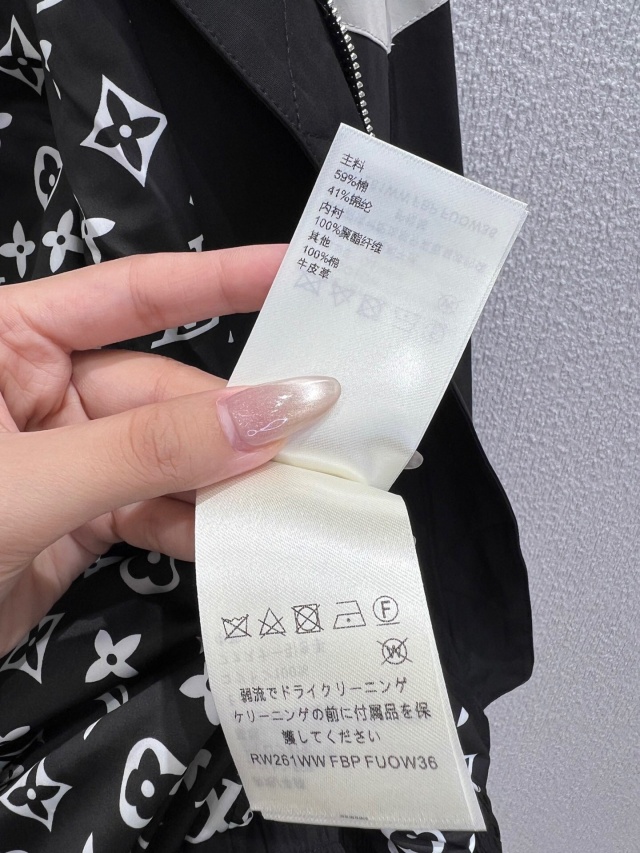 主料
59%棉
41%锦纶
内衬
100%聚酯纤维
其他
100%棉
牛皮革
F
W
弱流でドライクリーニング
ケリーニンゲの前に付属品を保
護してください
RW261WW FBP FUOW36